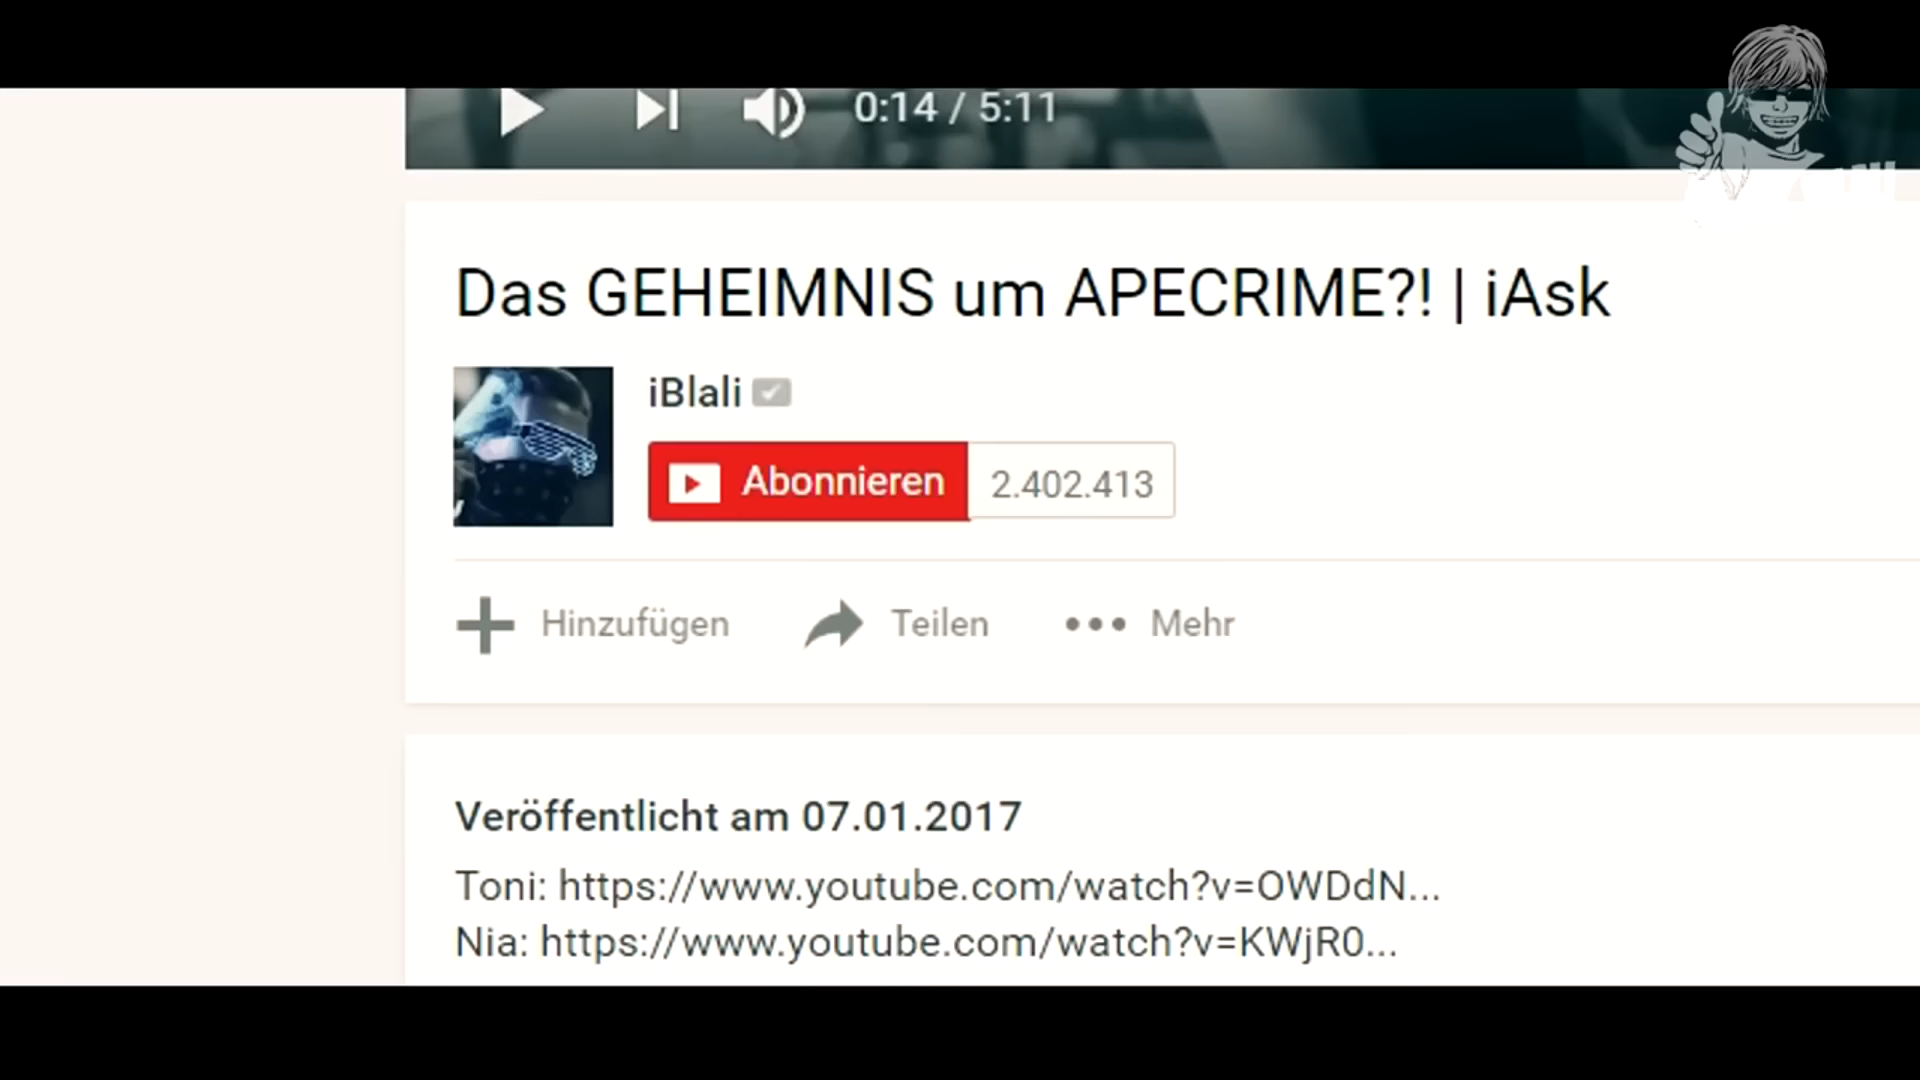 0:14 / 5:11
Das GEHEIMNIS um APECRIME?! | iAsk
iBlali
Abonnieren 2.402.413
Hinzufügen Teilen Mehr
Veröffentlicht am 07.01.2017
Toni: https://www.youtube.com/watch?v=OWDdN...
Nia: https://www.youtube.com/watch?v=KWjR0...